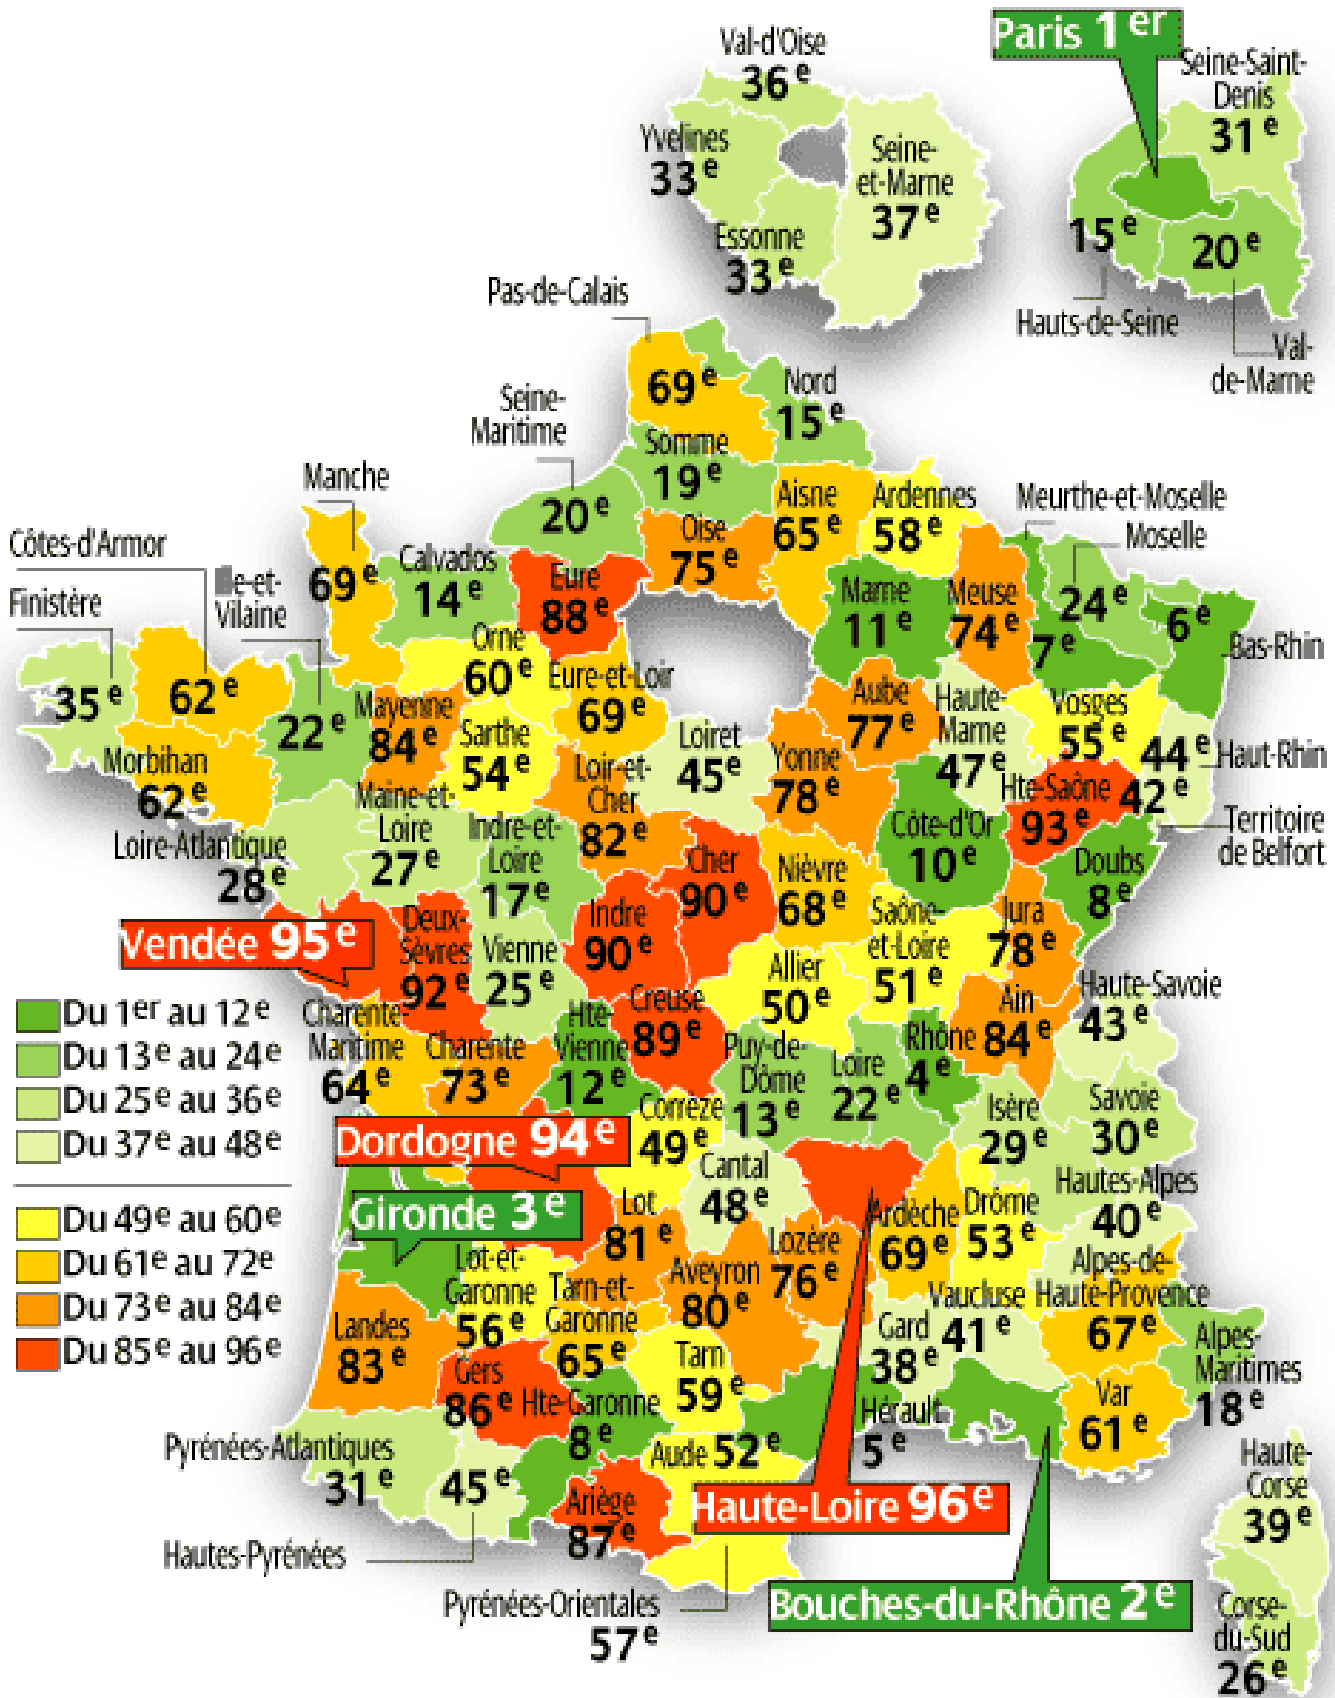 Paris 1er
Val-d'Oise
36e
Seine-Saint-
Denis
31e
Yvelines
33e
Seine-
et-Marne
37e
Essonne
33e
15e
20e
Hauts-de-Seine
Val-
de-Marne
Pas-de-Calais
69e
Nord
15e
Seine-
Maritime
20e
Somme
19e
Manche
69e
Aisne
65e
Ardennes
58e
Meurthe-et-Moselle
Moselle
24e
7e
6e
Bas-Rhin
Côtes-d'Armor
62e
Finistère
35e
Ille-et-
Vilaine
22e
Calvados
14e
Eure
88e
Oise
75e
Marne
11e
Meuse
74e
Orne
60e
Eure-et-Loir
69e
Mayenne
84e
Sarthe
54e
Loiret
45e
Yonne
78e
Aube
77e
Haute-
Marne
47e
Vosges
55e
44e
Haut-Rhin
Morbihan
62e
Loire-Atlantique
28e
Maine-et-
Loire
27e
Indre-et-
Loire
17e
Loir-et-
Cher
82e
Cher
90e
Nièvre
68e
Côte-d'Or
10e
Hte-Saône
93e
42e
Territoire
de Belfort
Doubs
8e
Vendée 95e
Deux-
Sèvres
92e
Vienne
25e
Indre
90e
Allier
50e
Saône-
et-Loire
51e
Jura
78e
Ain
84e
Haute-Savoie
43e
Du 1er au 12e
Du 13e au 24e
Du 25e au 36e
Du 37e au 48e
Du 49e au 60e
Du 61e au 72e
Du 73e au 84e
Du 85e au 96e
Charente-
Maritime
64e
Charente
73e
Hte-
Vienne
12e
Creuse
89e
Puy-de-
Dôme
13e
Loire
22e
Rhône
4e
Isère
29e
Savoie
30e
Dordogne 94e
Corrèze
49e
Cantal
48e
Gironde 3e
Lot
81e
Lozère
76e
Ardèche
69e
Drôme
53e
Hautes-Alpes
40e
Alpes-de-
Haute-Provence
67e
Lot-et-
Garonne
56e
Tarn-et-
Garonne
65e
Aveyron
80e
Vaucluse
41e
Gard
38e
Alpes-
Maritimes
18e
Landes
83e
Gers
86e
Hte-Garonne
8e
Tarn
59e
Hérault
5e
Var
61e
Pyrénées-Atlantiques
31e
45e
Hautes-Pyrénées
Ariège
87e
Aude 52e
Haute-Loire 96e
Pyrénées-Orientales
57e
Bouches-du-Rhône 2e
Haute-
Corse
39e
Corse-
du-Sud
26e